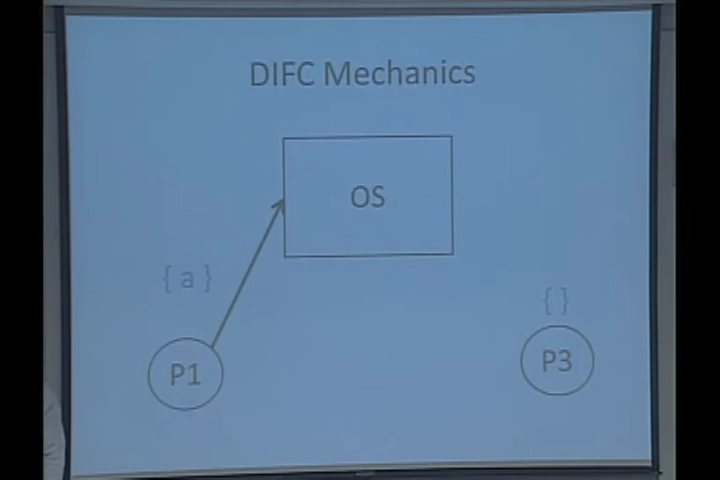 DIFC Mechanics
OS
{ a }
{ }
P1
P3